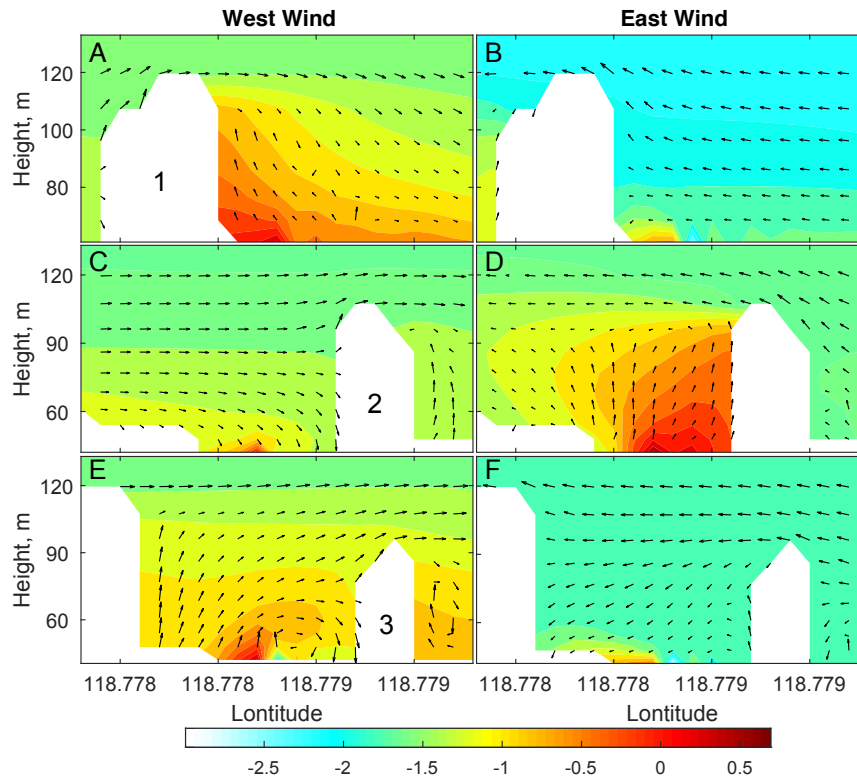 West Wind East Wind
A B
120
100
80
Height, m
1
C D
120
90
60
Height, m
2
E F
120
90
60
Height, m
3
118.778 118.778 118.779 118.779 118.778 118.778 118.779 118.779
Lontitude Lontitude
-2.5 -2 -1.5 -1 -0.5 0 0.5